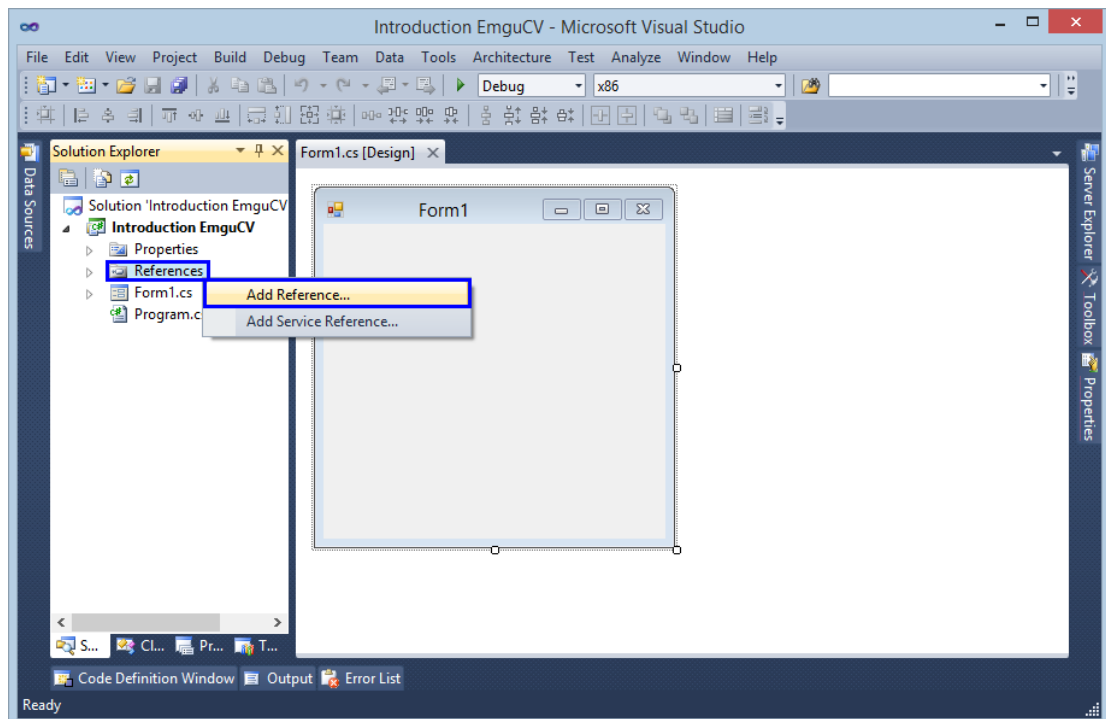 Introduction EmguCV - Microsoft Visual Studio
File Edit View Project Build Debug Team Data Tools Architecture Test Analyze Window Help
Debug x86
Data Sources
Solution Explorer
Form1.cs [Design]
Solution 'Introduction EmguCV
Introduction EmguCV
Properties
References
Form1.cs
Program.c
Add Reference...
Add Service Reference...
Form1
Server Explorer
Toolbox
Properties
S... Cl... Pr... T...
Code Definition Window Output Error List
Ready